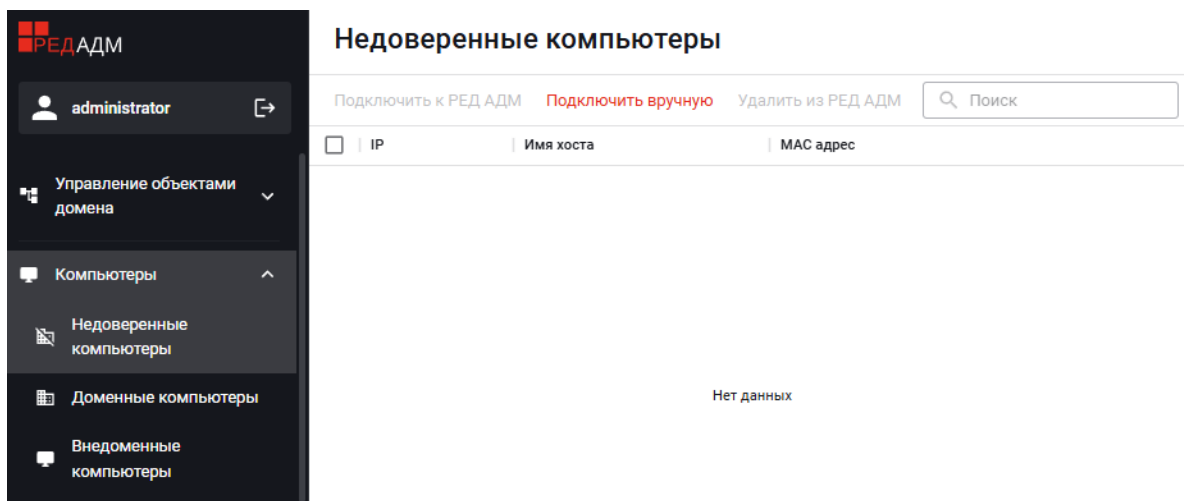 РЕДАДМ
Недоверенные компьютеры
administrator
Подключить к РЕД АДМ Подключить вручную Удалить из РЕД АДМ Поиск
IP Имя хоста MAC адрес
Управление объектами
домена
Компьютеры
Недоверенные
компьютеры
Доменные компьютеры
Внедоменные
компьютеры
Нет данных